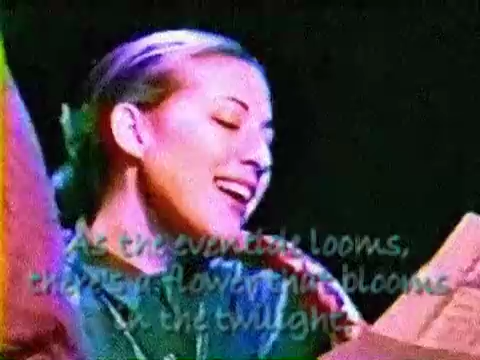 As the eventide looms,
there's a flower that blooms
in the twilight.